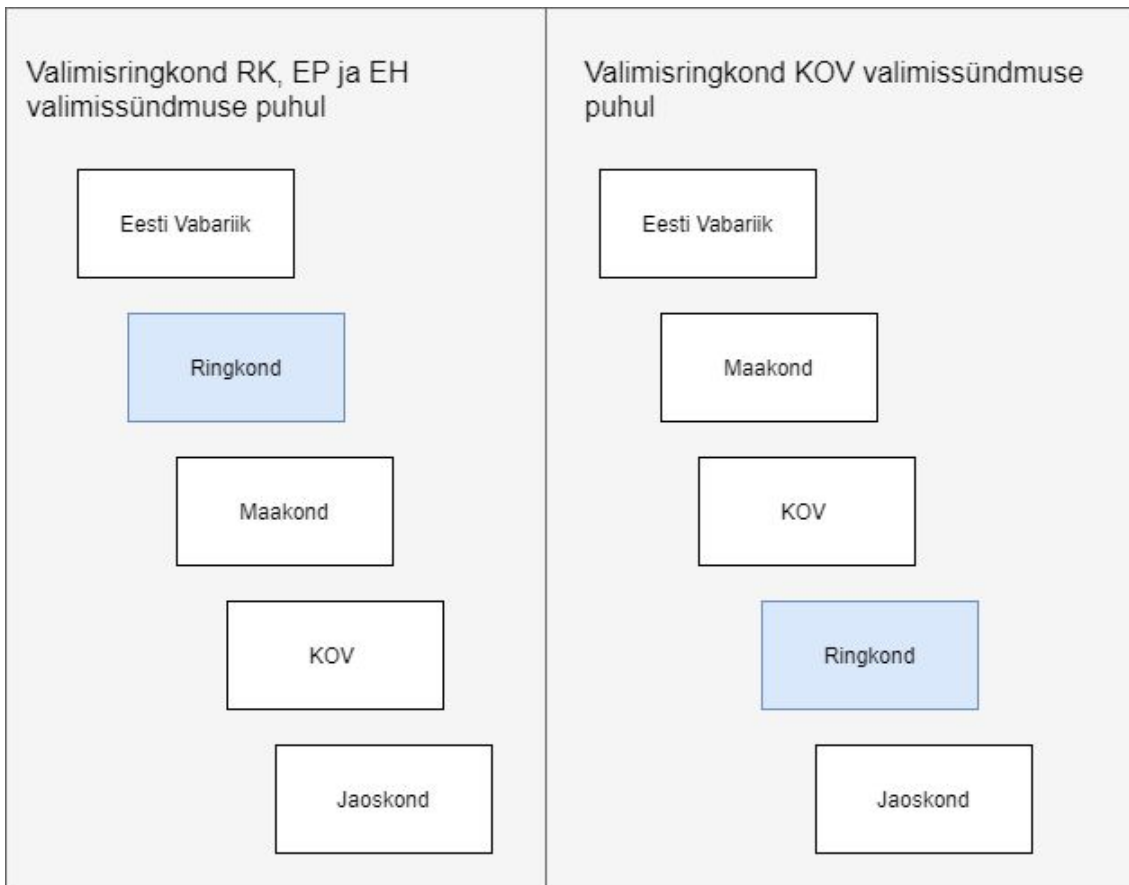 Valimisringkond RK, EP ja EH
valimissündmuse puhul
Eesti Vabariik
Ringkond
Maakond
KOV
Jaoskond
Valimisringkond KOV valimissündmuse
puhul
Eesti Vabariik
Maakond
KOV
Ringkond
Jaoskond